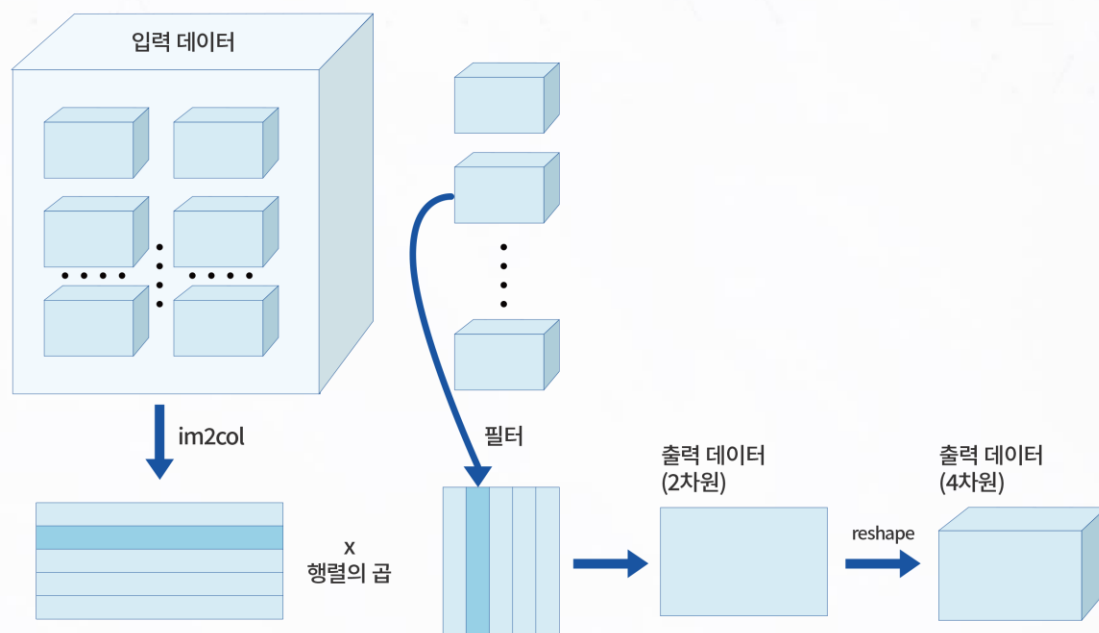 입력 데이터
im2col
필터
x
행렬의 곱
출력 데이터
(2차원)
reshape
출력 데이터
(4차원)